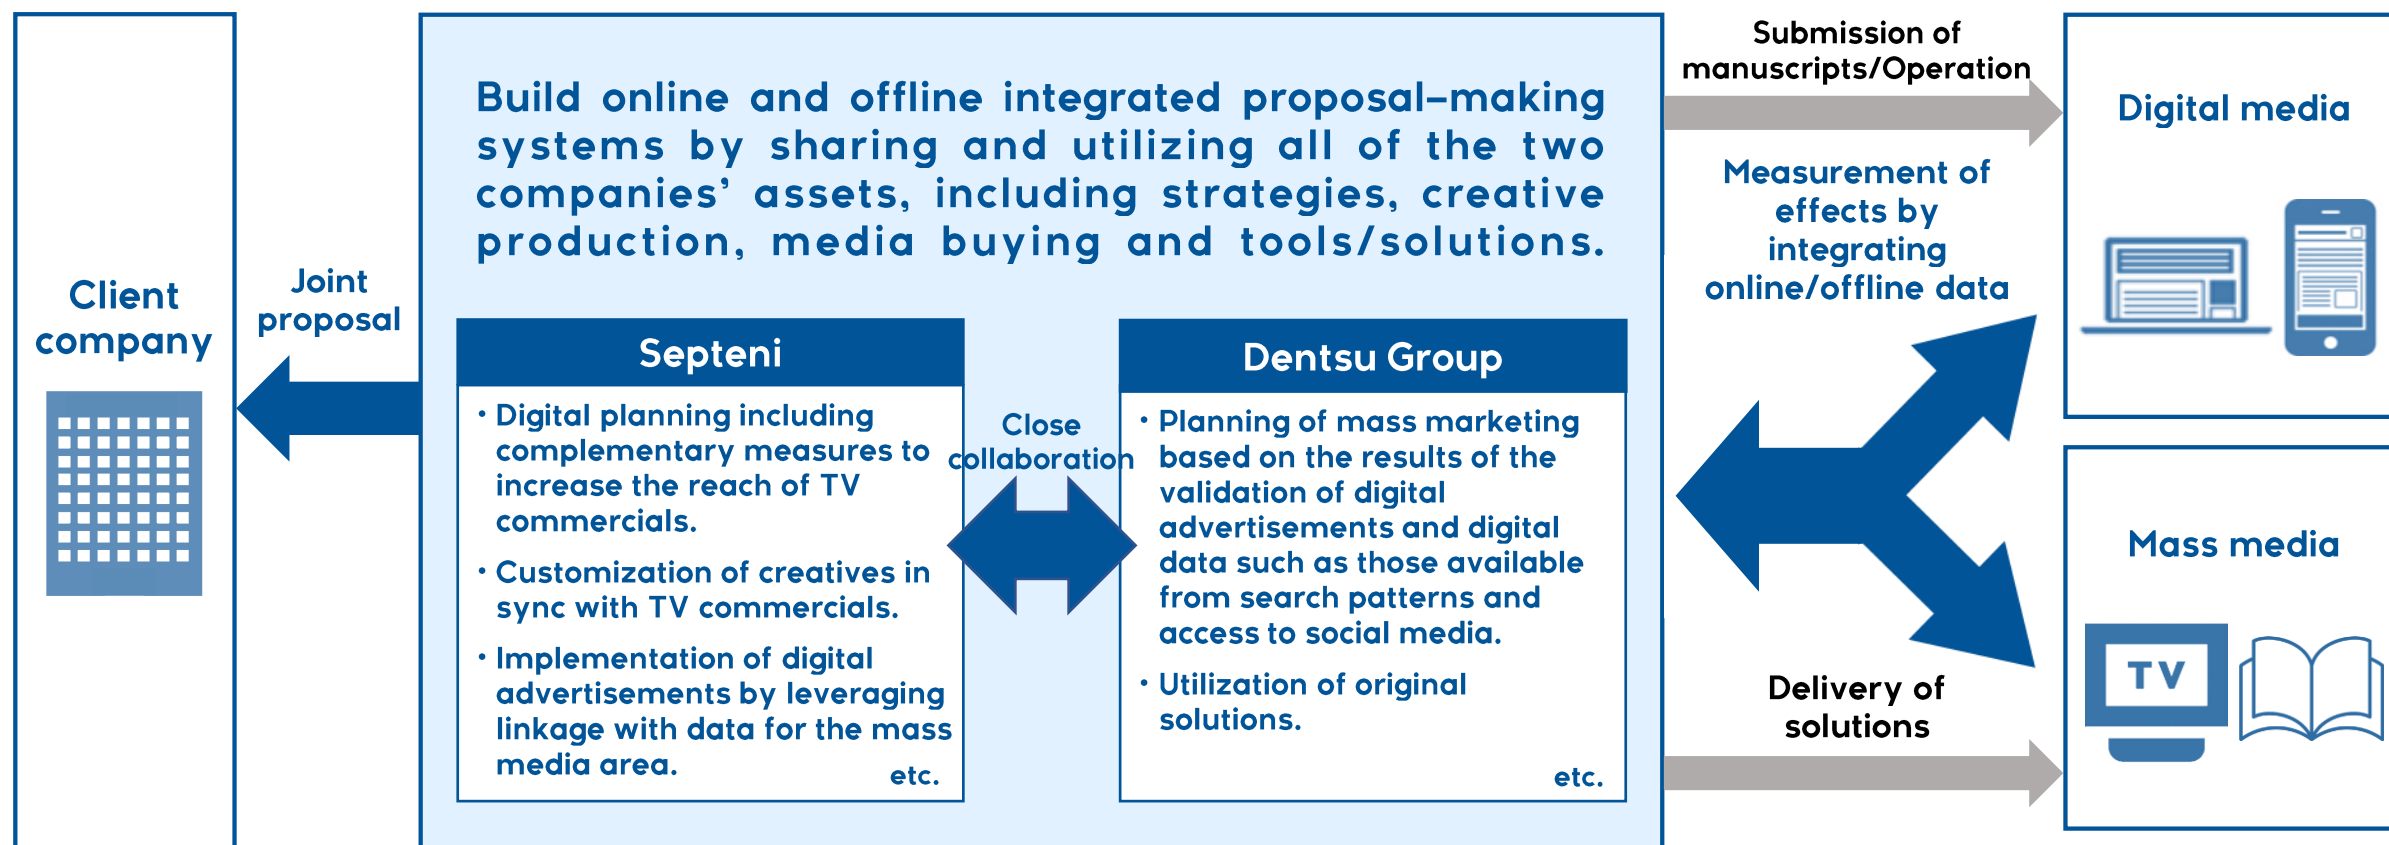 Client
company
Joint
proposal
Build online and offline integrated proposal–making
systems by sharing and utilizing all of the two
companies’ assets, including strategies, creative
production, media buying and tools/solutions.
Septeni
• Digital planning including
complementary measures to
increase the reach of TV
commercials.
• Customization of creatives in
sync with TV commercials.
• Implementation of digital
advertisements by leveraging
linkage with data for the mass
media area.
etc.
Close
collaboration
Dentsu Group
• Planning of mass marketing
based on the results of the
validation of digital
advertisements and digital
data such as those available
from search patterns and
access to social media.
• Utilization of original
solutions.
etc.
Submission of
manuscripts/Operation
Measurement of
effects by
integrating
online/offline data
Delivery of
solutions
Digital media
Mass media
TV